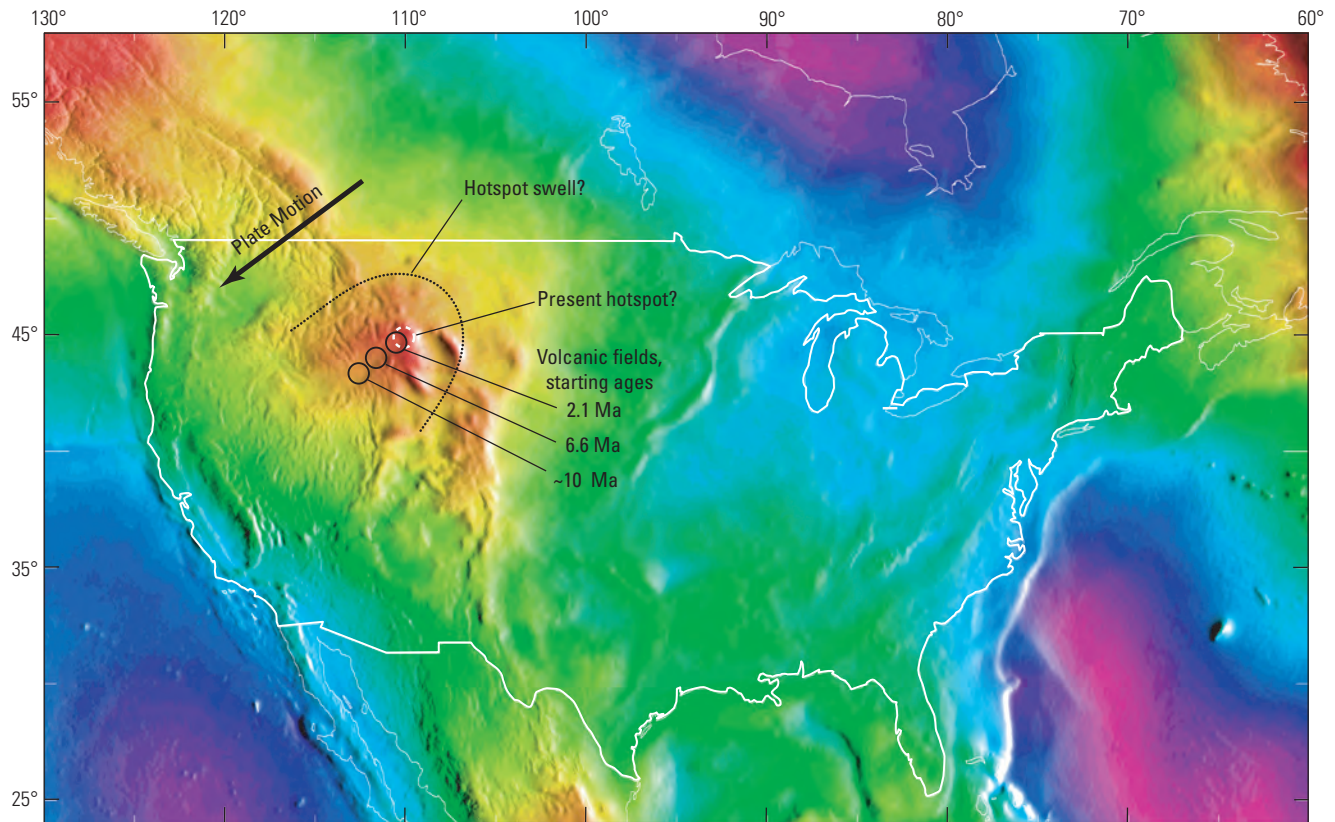 130°
120°
110°
100°
90°
80°
70°
60°
55°
45°
35°
25°
Plate Motion
Hotspot swell?
Present hotspot?
Volcanic fields,
starting ages
2.1 Ma
6.6 Ma
~10 Ma